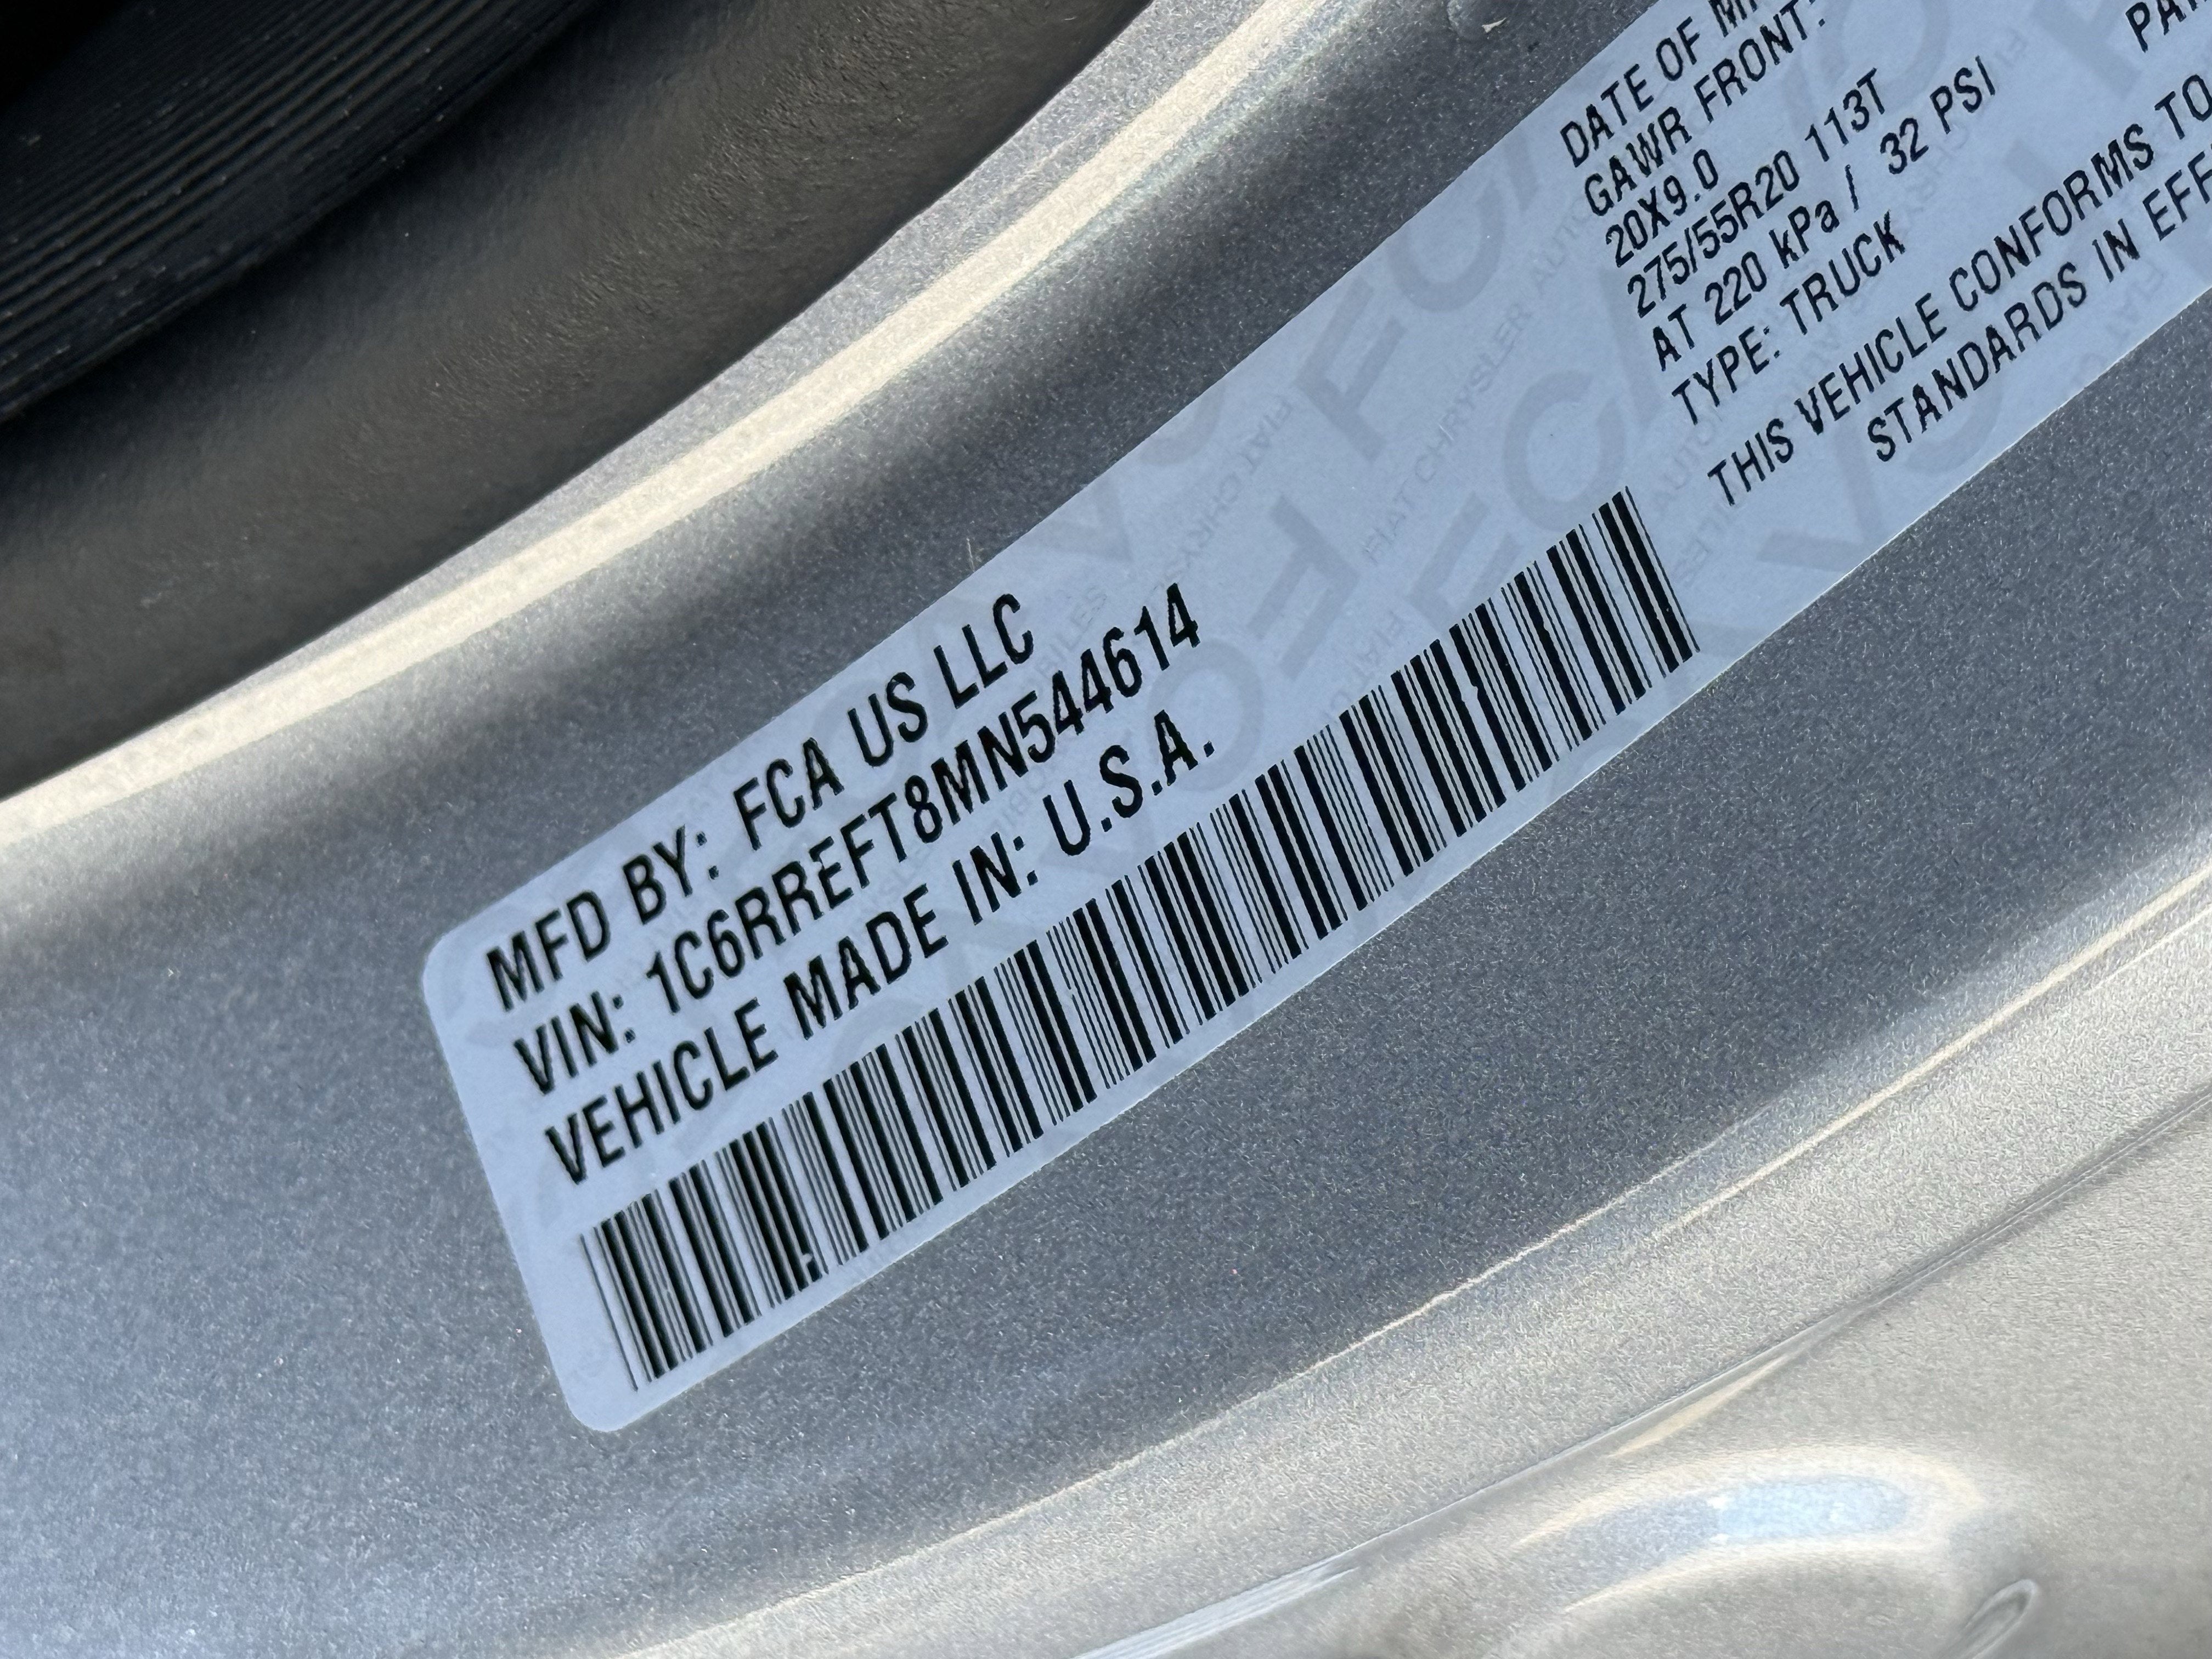 MFD BY: FCA US LLC
VIN: 1C6RREFT8MN544614
VEHICLE MADE IN: U.S.A.
DATE OF
GAWR FRONT:
20X9.0
275/55R20 113T
AT 220 kPa / 32 PSI
TYPE: TRUCK
THIS VEHICLE CONFORMS TO
STANDARDS IN